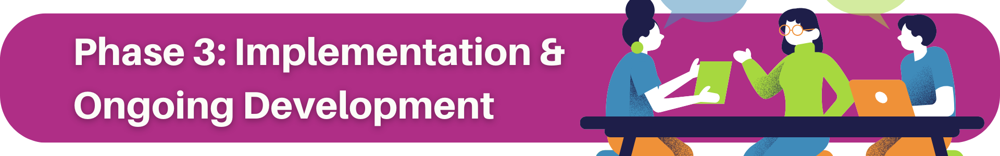 Phase 3: Implementation &
Ongoing Development